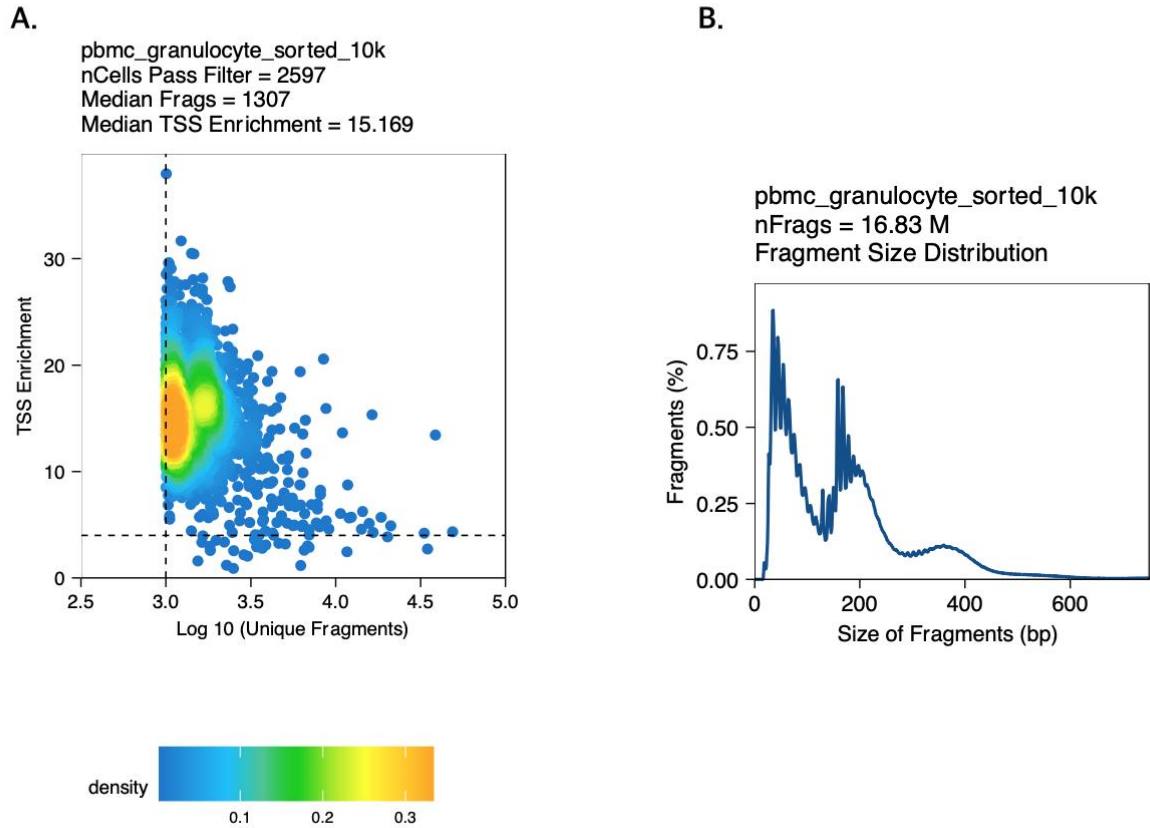 A.
pbmc_granulocyte_sorted_10k
nCells Pass Filter = 2597
Median Frags = 1307
Median TSS Enrichment = 15.169
TSS Enrichment
30
20
10
0
2.5 3.0 3.5 4.0 4.5 5.0
Log 10 (Unique Fragments)
density
0.1 0.2 0.3
B.
pbmc_granulocyte_sorted_10k
nFrags = 16.83 M
Fragment Size Distribution
Fragments (%)
0.75
0.50
0.25
0.00
0 200 400 600
Size of Fragments (bp)